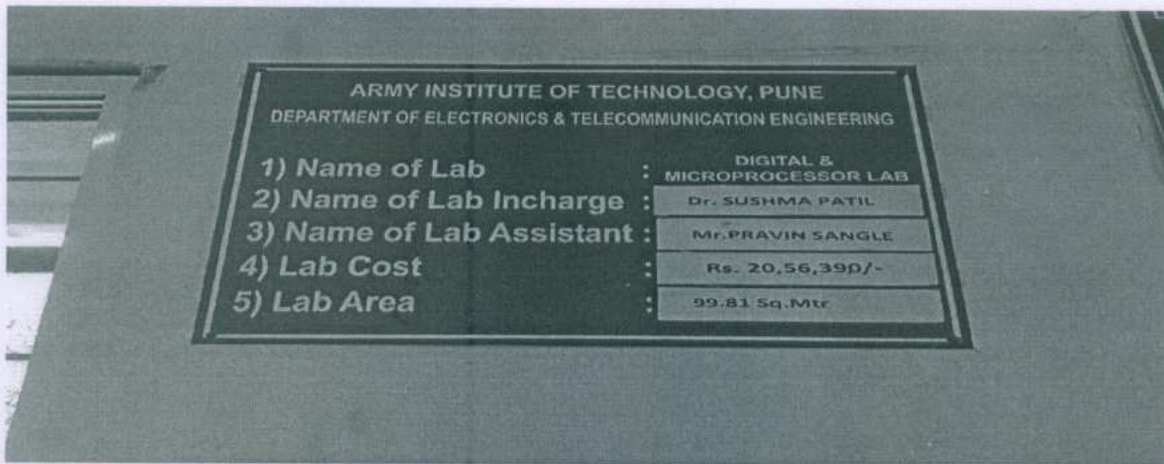 ARMY INSTITUTE OF TECHNOLOGY, PUNE
DEPARTMENT OF ELECTRONICS & TELECOMMUNICATION ENGINEERING
1) Name of Lab : DIGITAL &
MICROPROCESSOR LAB
2) Name of Lab Incharge : Dr. SUSHMA PATIL
3) Name of Lab Assistant : Mr.PRAVIN SANGLE
4) Lab Cost : Rs. 20,56,390/-
5) Lab Area : 99.81 Sq.Mtr